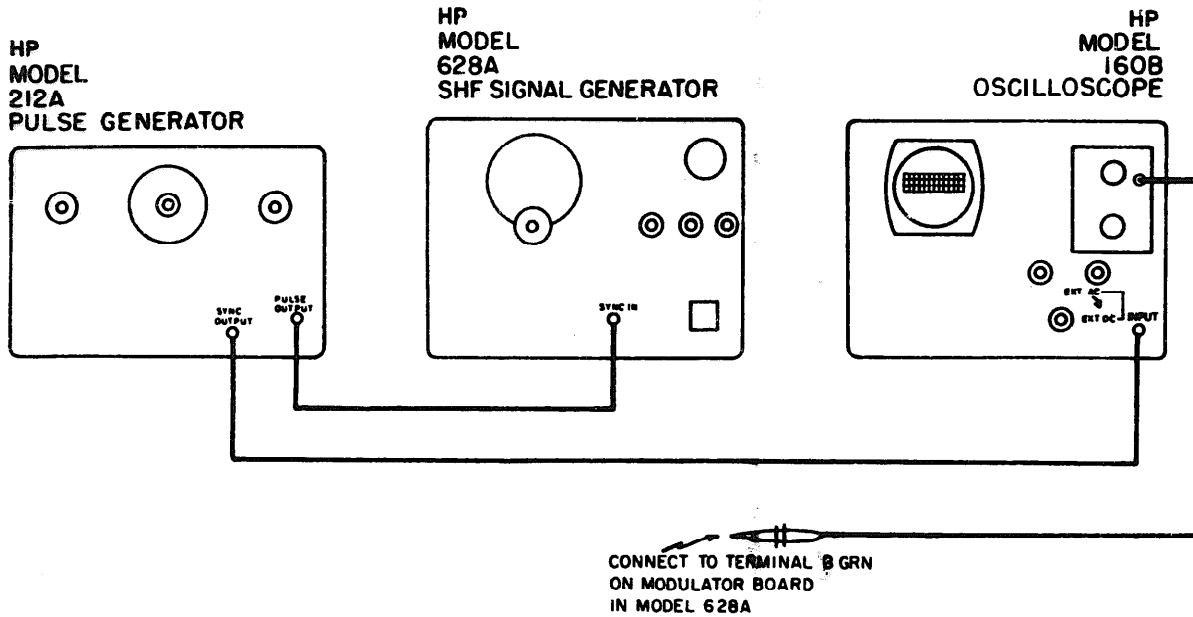 HP
MODEL
212A
PULSE GENERATOR
HP
MODEL
628A
SHF SIGNAL GENERATOR
HP
MODEL
160B
OSCILLOSCOPE
SYNC
OUTPUT
PULSE
OUTPUT
SYNC IN
EXT AC
EXT DC
INPUT
CONNECT TO TERMINAL B GRN
ON MODULATOR BOARD
IN MODEL 628A